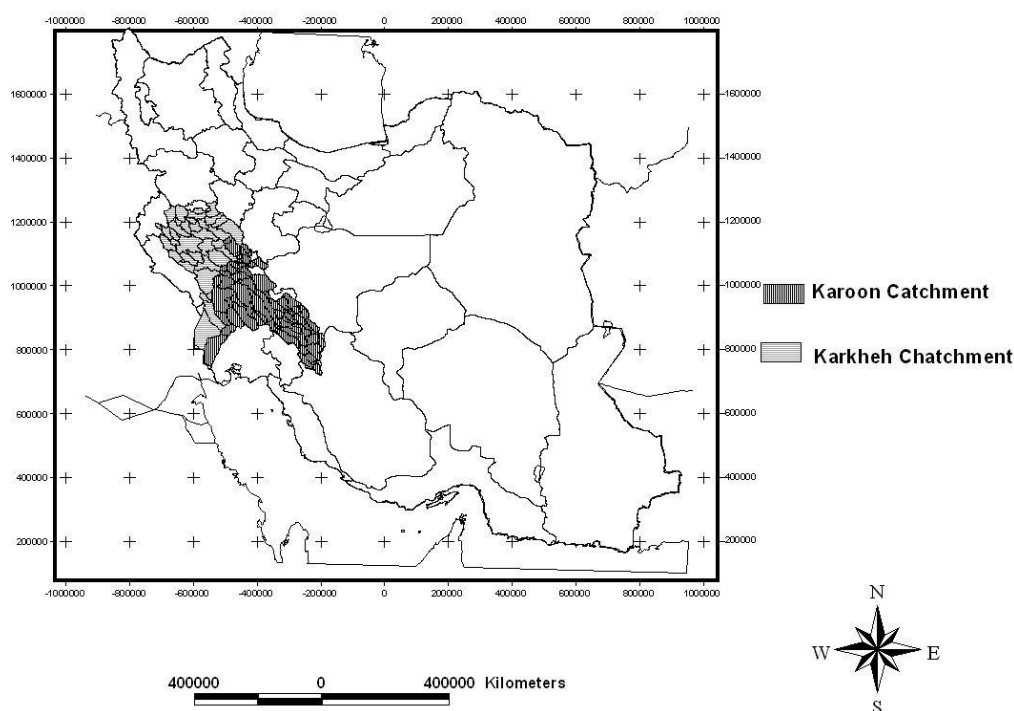 -1000000 -800000 -600000 -400000 -200000 0 200000 400000 600000 800000 1000000
1600000 1600000
1400000 1400000
1200000 1200000
1000000 1000000
Karoon Catchment
800000 800000
Karkheh Chatchment
600000 600000
400000 400000
200000 200000
-1000000 -800000 -600000 -400000 -200000 0 200000 400000 600000 800000 1000000
N
W E
S
400000 0 400000 Kilometers